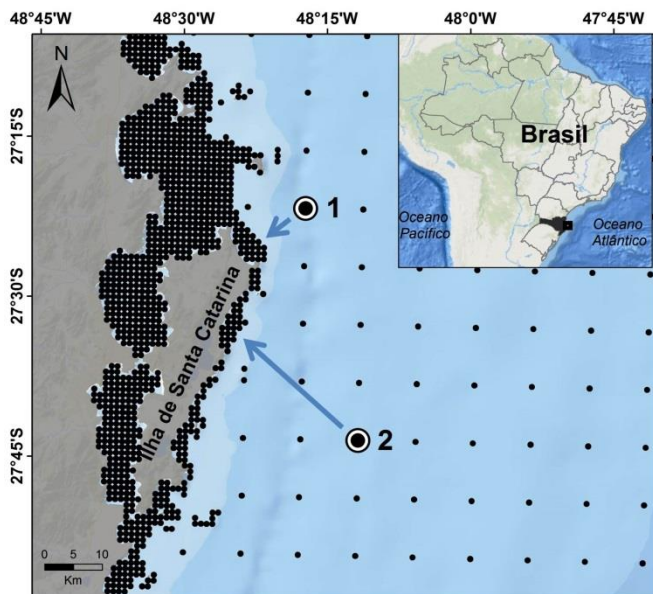 48°45'W 48°30'W 48°15'W 48°0'W 47°45'W
N
27°15'S
27°30'S
27°45'S
1
2
Ilha de Santa Catarina
Brasil
Oceano
Pacífico
Oceano
Atlântico
0 5 10
Km